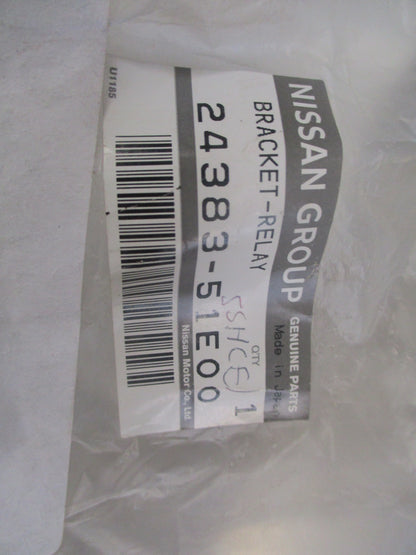 NISSAN GROUP GENUINE PARTS
Made in Japan
BRACKET-RELAY
QTY
1
24383-51E00
Nissan Motor Co., Ltd
U1185